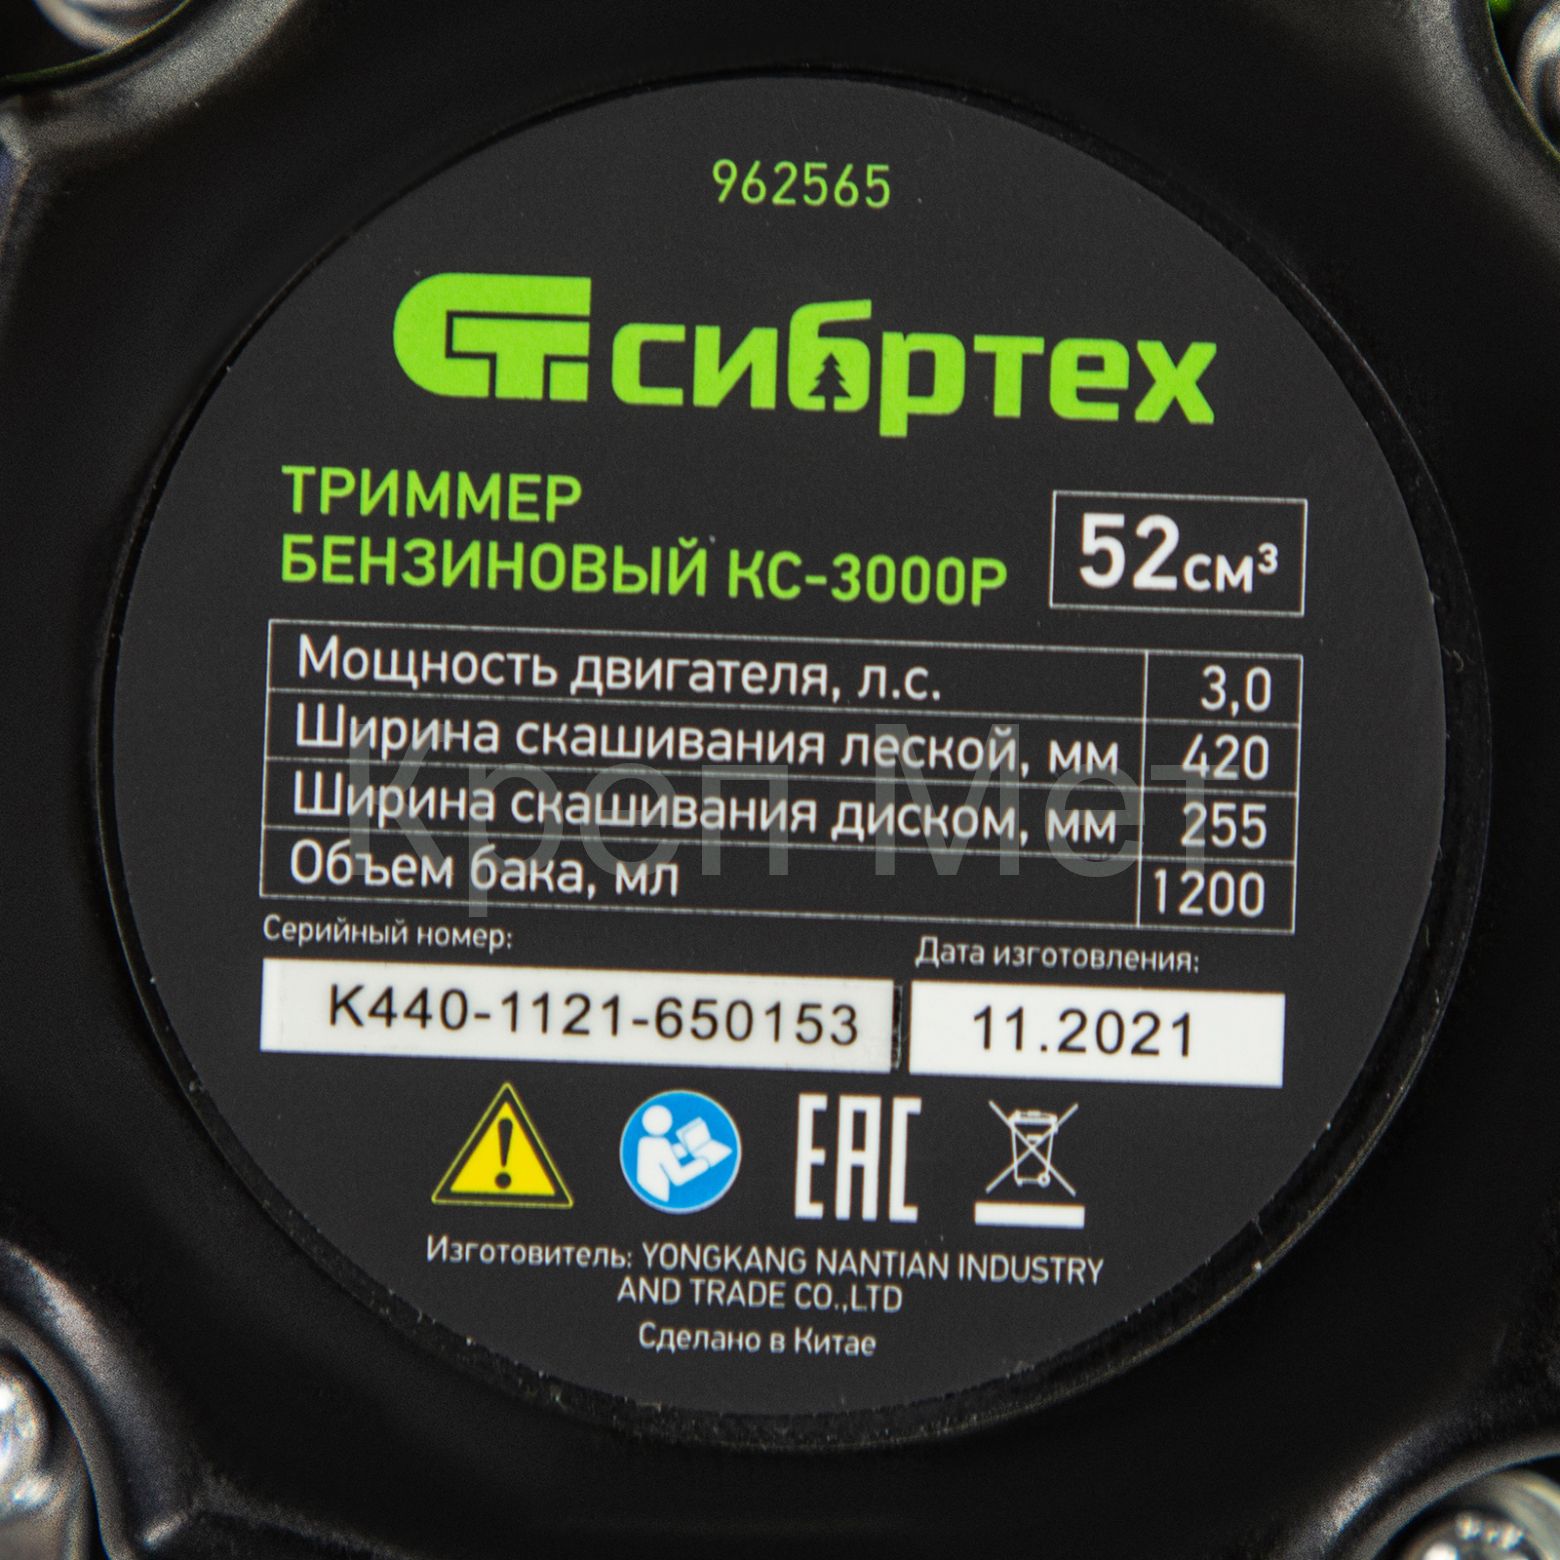 962565
сибртех
ТРИММЕР
БЕНЗИНОВЫЙ КС-3000Р
52см³
Мощность двигателя, л.с. 3,0
Ширина скашивания леской, мм 420
Ширина скашивания диском, мм 255
Объем бака, мл 1200
Серийный номер: Дата изготовления:
K440-1121-650153 11.2021
EAC
Изготовитель: YONGKANG NANTIAN INDUSTRY
AND TRADE CO.,LTD
Сделано в Китае
Креп Мет